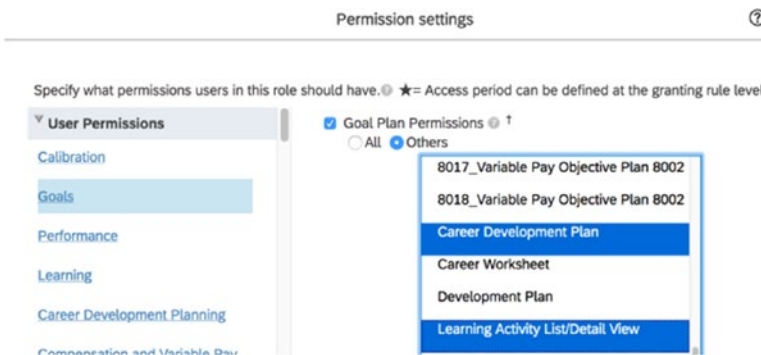 Permission settings
Specify what permissions users in this role should have. ★= Access period can be defined at the granting rule level
User Permissions
Goal Plan Permissions †
All Others
Calibration
Goals
Performance
Learning
Career Development Planning
Compensation and Variable Pay
8017_Variable Pay Objective Plan 8002
8018_Variable Pay Objective Plan 8002
Career Development Plan
Career Worksheet
Development Plan
Learning Activity List/Detail View